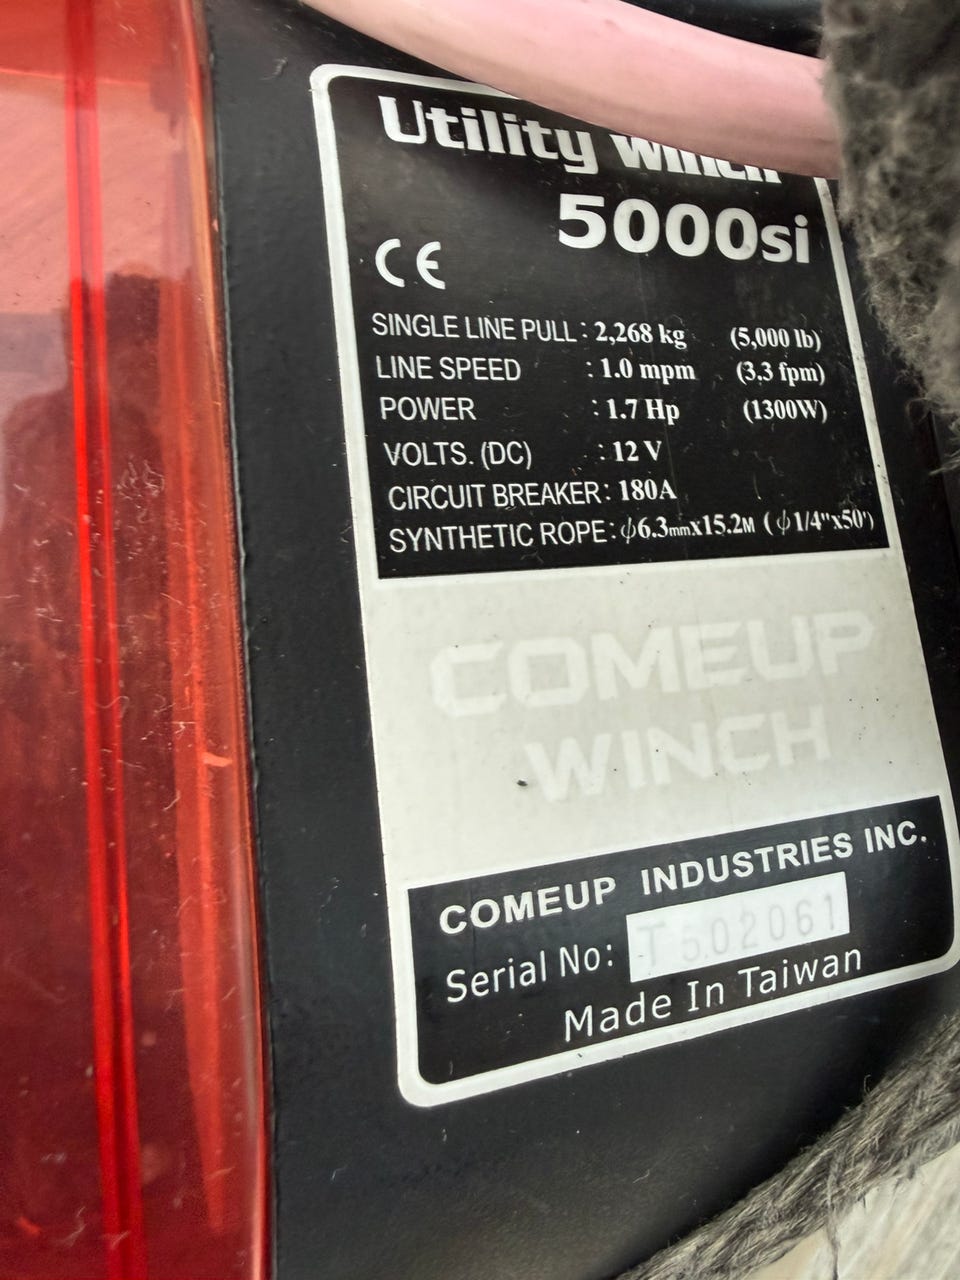 Utility winch
5000si
CE
SINGLE LINE PULL : 2,268 kg (5,000 lb)
LINE SPEED : 1.0 mpm (3.3 fpm)
POWER : 1.7 Hp (1300W)
VOLTS. (DC) : 12 V
CIRCUIT BREAKER : 180A
SYNTHETIC ROPE : ϕ6.3mmx15.2M ( ϕ1/4"x50')
COMEUP
WINCH
COMEUP INDUSTRIES INC.
Serial No: T502061
Made In Taiwan